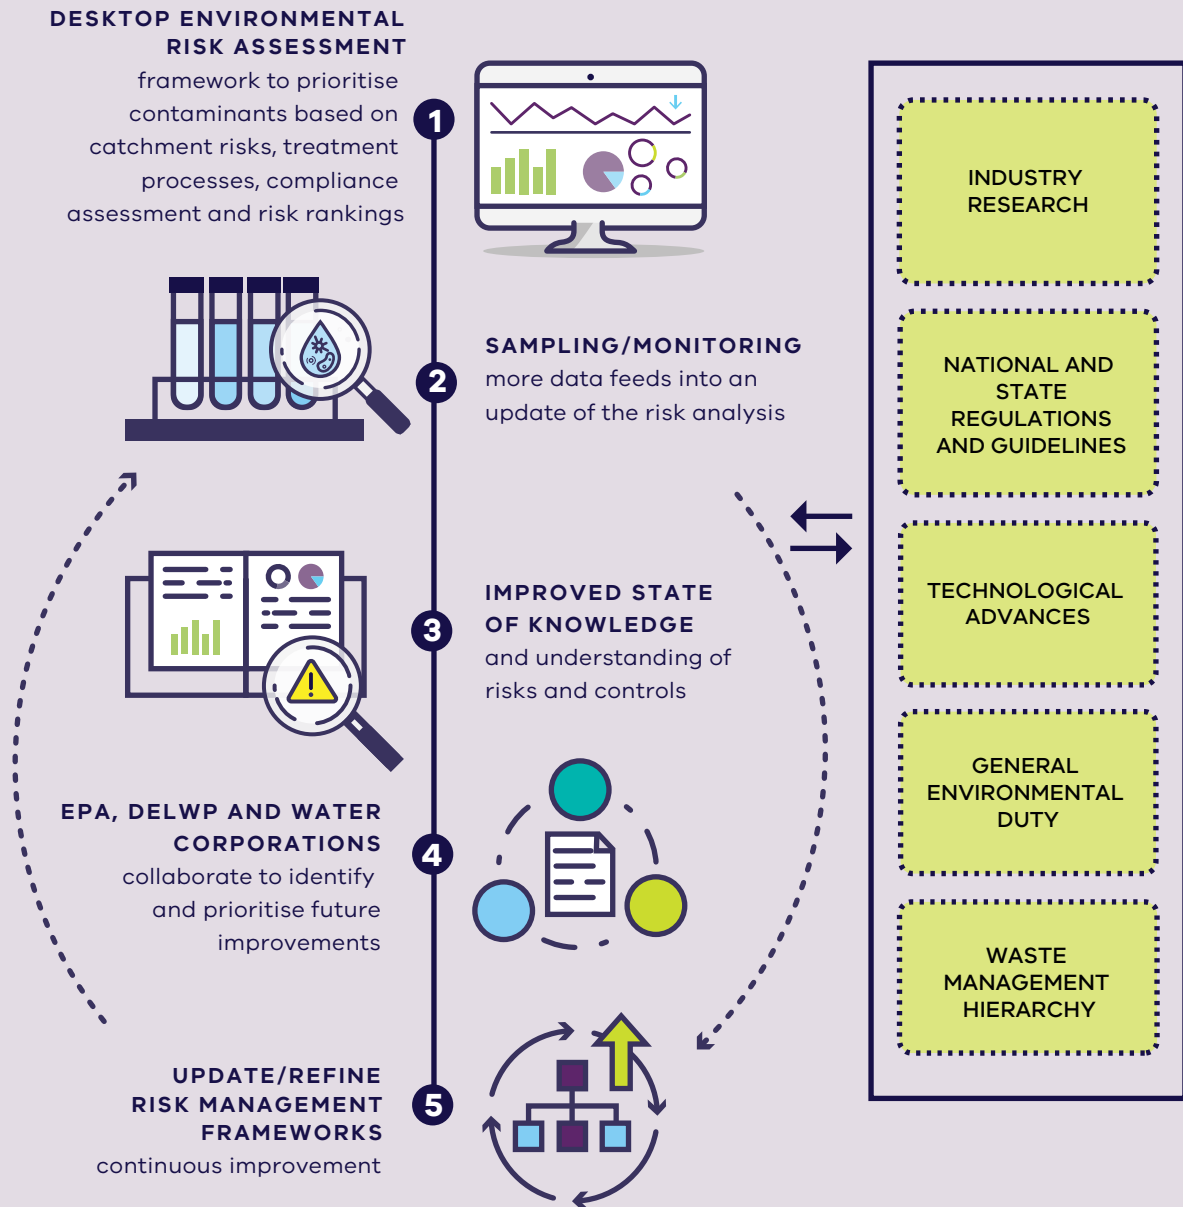 DESKTOP ENVIRONMENTAL
RISK ASSESSMENT
framework to prioritise
contaminants based on
catchment risks, treatment
processes, compliance
assessment and risk rankings
1
2
SAMPLING/MONITORING
more data feeds into an
update of the risk analysis
3
IMPROVED STATE
OF KNOWLEDGE
and understanding of
risks and controls
EPA, DELWP AND WATER
CORPORATIONS
collaborate to identify
and prioritise future
improvements
4
UPDATE/REFINE
RISK MANAGEMENT
FRAMEWORKS
continuous improvement
5
INDUSTRY
RESEARCH
NATIONAL AND
STATE
REGULATIONS
AND GUIDELINES
TECHNOLOGICAL
ADVANCES
GENERAL
ENVIRONMENTAL
DUTY
WASTE
MANAGEMENT
HIERARCHY